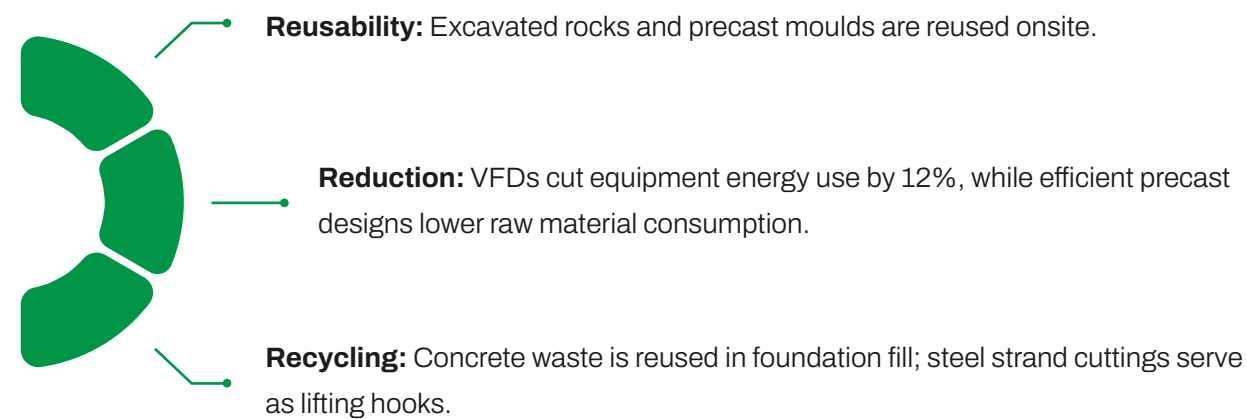 Reusability: Excavated rocks and precast moulds are reused onsite.
Reduction: VFDs cut equipment energy use by 12%, while efficient precast
designs lower raw material consumption.
Recycling: Concrete waste is reused in foundation fill; steel strand cuttings serve
as lifting hooks.